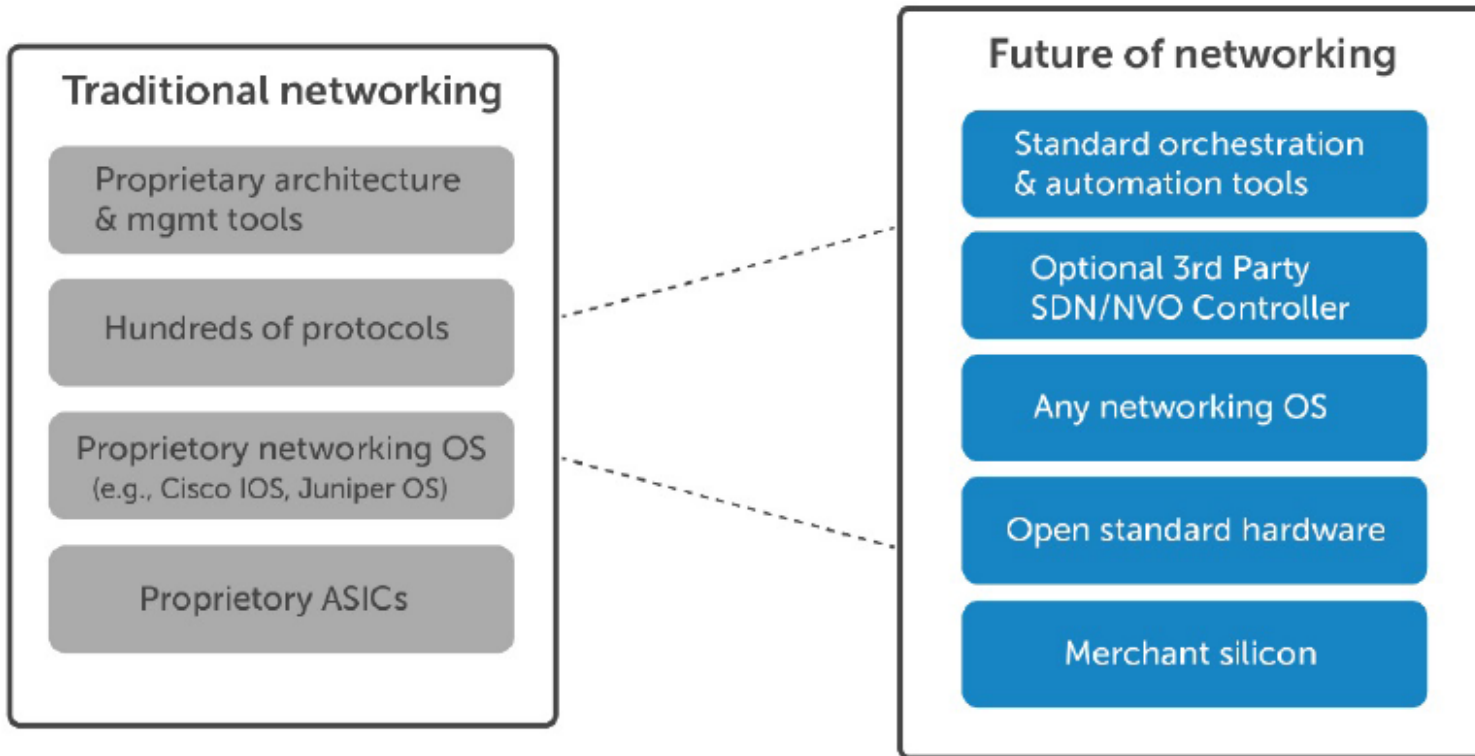 Traditional networking
Proprietary architecture
& mgmt tools
Hundreds of protocols
Proprietory networking OS
(e.g., Cisco IOS, Juniper OS)
Proprietory ASICs
Future of networking
Standard orchestration
& automation tools
Optional 3rd Party
SDN/NVO Controller
Any networking OS
Open standard hardware
Merchant silicon